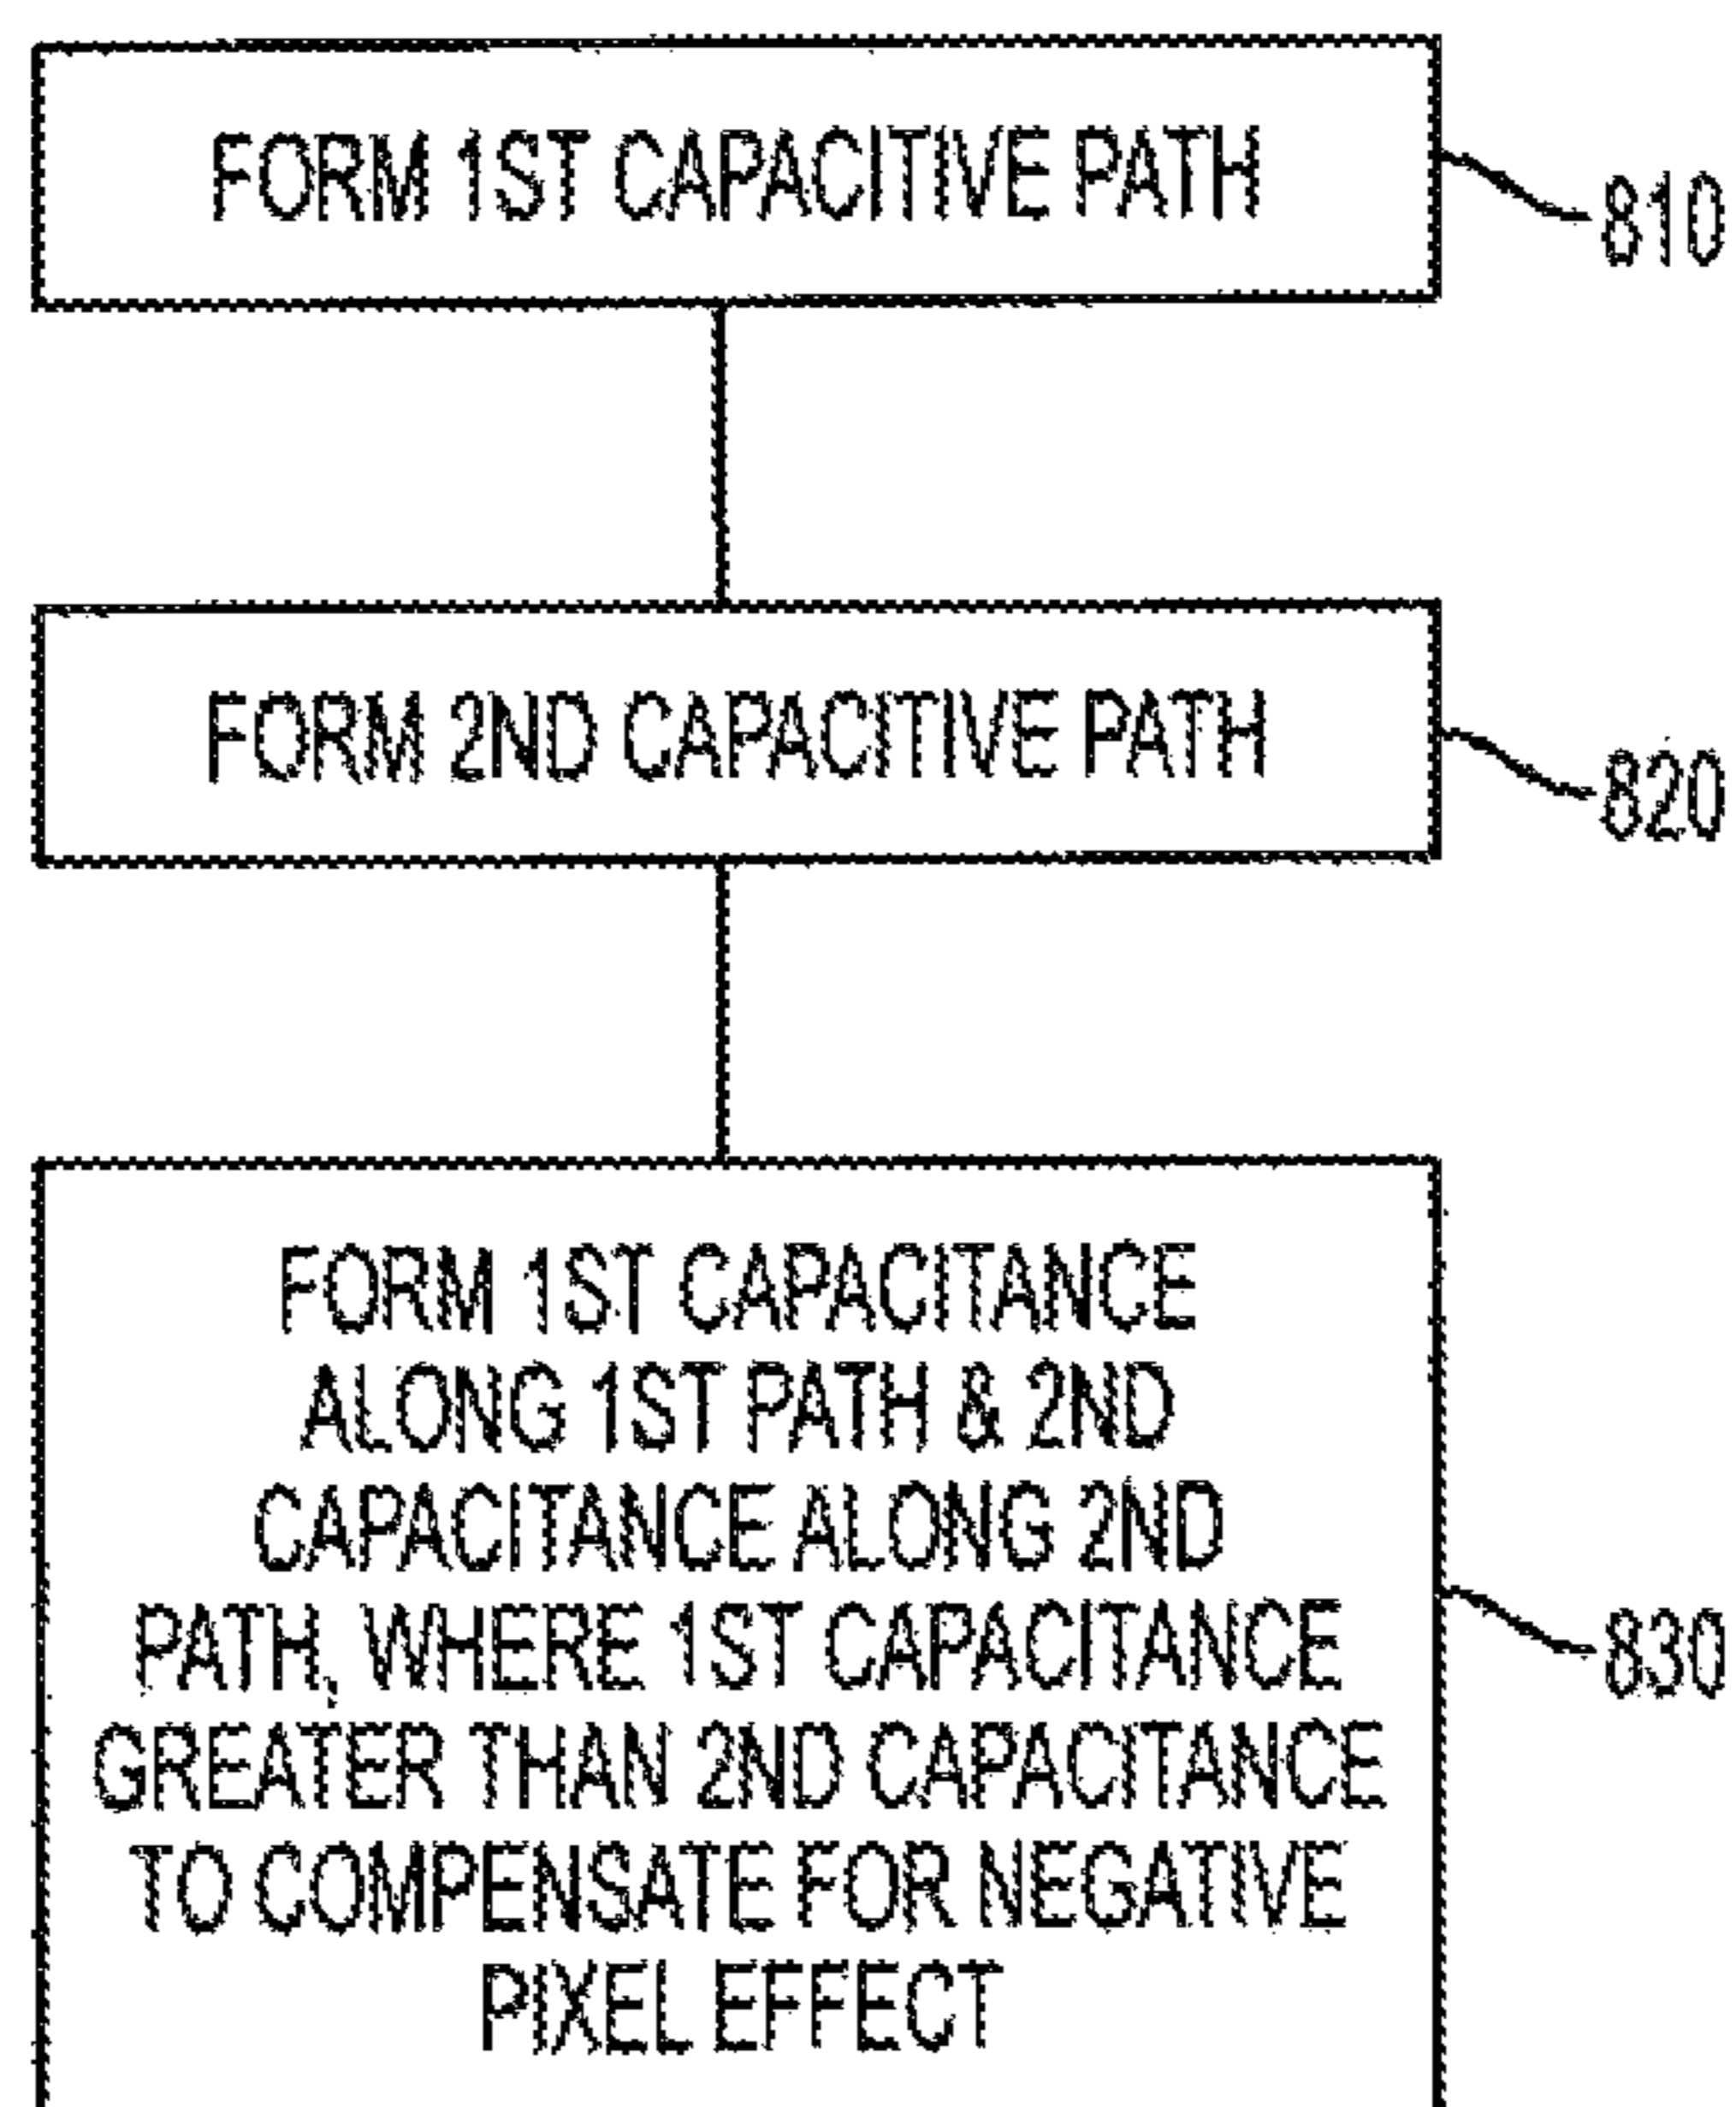 FORM 1ST CAPACITIVE PATH
810
FORM 2ND CAPACITIVE PATH
820
FORM 1ST CAPACITANCE
ALONG 1ST PATH & 2ND
CAPACITANCE ALONG 2ND
PATH, WHERE 1ST CAPACITANCE
830
GREATER THAN 2ND CAPACITANCE
TO COMPENSATE FOR NEGATIVE
PIXEL EFFECT